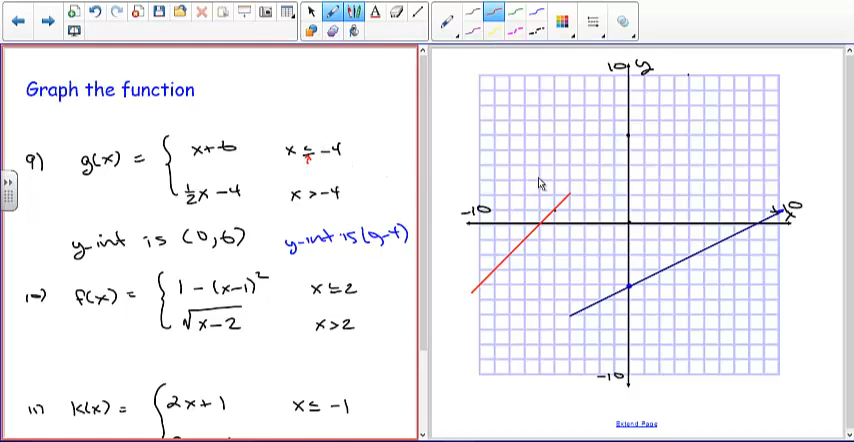 Graph the function
9) g(x) = { x+6 x ≤ -4
½x - 4 x > -4
y-int is (0,6) y-int is (0,-4)
10) f(x) = { 1 - (x-1)² x ≤ 2
√x-2 x > 2
11) k(x) = { 2x+1 x ≤ -1
10 y
-10 10
x
-10
Extend Page